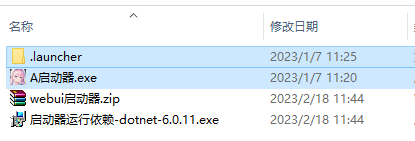 名称 修改日期
.launcher 2023/1/7 11:25
A启动器.exe 2023/1/7 11:20
webui启动器.zip 2023/2/18 11:44
启动器运行依赖-dotnet-6.0.11.exe 2023/2/18 11:44